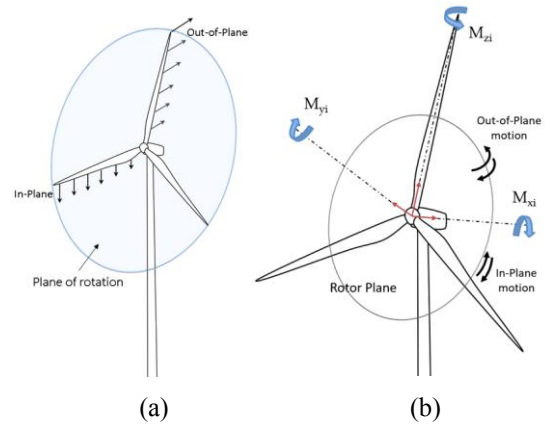 Out-of-Plane
In-Plane
Plane of rotation
(a)
M_zi
M_yi
Out-of-Plane
motion
M_xi
In-Plane
motion
Rotor Plane
(b)